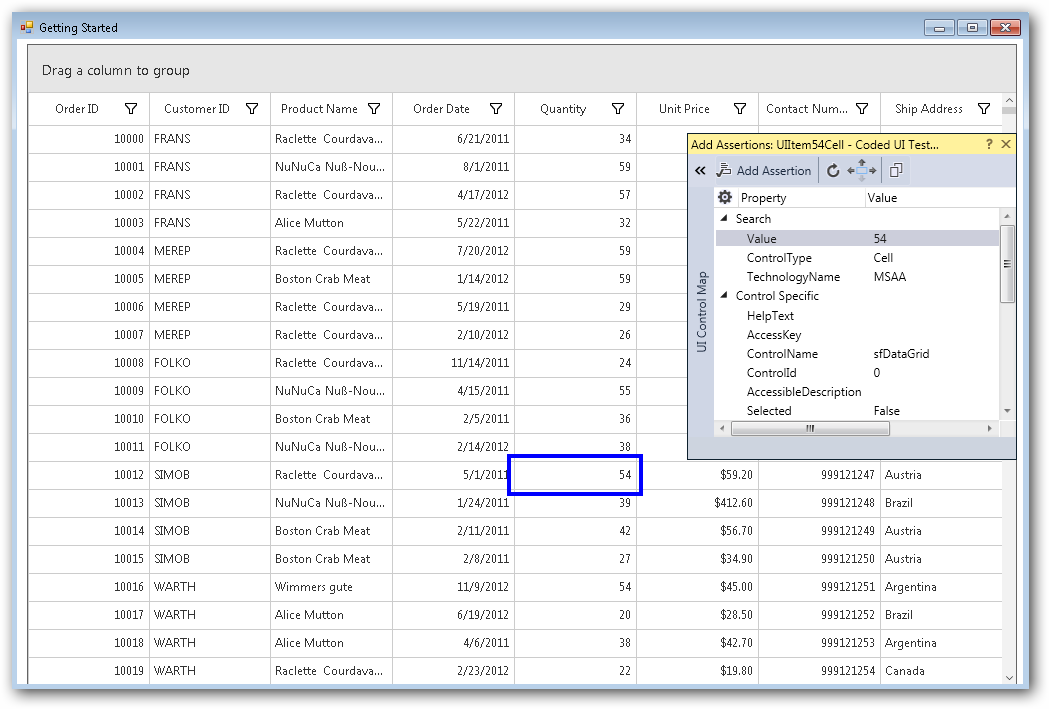 Getting Started
Drag a column to group
Order ID Customer ID Product Name Order Date Quantity Unit Price Contact Num... Ship Address
10000 FRANS Raclette Courdava... 6/21/2011 34
10001 FRANS NuNuCa Nuß-Nou... 8/1/2011 59
10002 FRANS Raclette Courdava... 4/17/2012 57
10003 FRANS Alice Mutton 5/22/2011 32
10004 MEREP Raclette Courdava... 7/20/2012 59
10005 MEREP Boston Crab Meat 1/14/2012 59
10006 MEREP Raclette Courdava... 5/19/2011 29
10007 MEREP Raclette Courdava... 2/10/2012 26
10008 FOLKO Raclette Courdava... 11/14/2011 24
10009 FOLKO NuNuCa Nuß-Nou... 4/15/2011 55
10010 FOLKO Boston Crab Meat 2/5/2011 36
10011 FOLKO NuNuCa Nuß-Nou... 2/14/2012 38
10012 SIMOB Raclette Courdava... 5/1/2011 54 $59.20 999121247 Austria
10013 SIMOB NuNuCa Nuß-Nou... 1/24/2011 39 $412.60 999121248 Brazil
10014 SIMOB Boston Crab Meat 2/11/2011 42 $56.70 999121249 Austria
10015 SIMOB Boston Crab Meat 2/8/2011 27 $34.90 999121250 Austria
10016 WARTH Wimmers gute 11/9/2012 54 $45.00 999121251 Argentina
10017 WARTH Alice Mutton 6/19/2012 20 $28.50 999121252 Brazil
10018 WARTH Alice Mutton 4/6/2011 38 $42.70 999121253 Argentina
10019 WARTH Raclette Courdava... 2/23/2012 22 $19.80 999121254 Canada
Add Assertions: UIItem54Cell - Coded UI Test... ?
Add Assertion
UI Control Map
Property Value
Search
Value 54
ControlType Cell
TechnologyName MSAA
Control Specific
HelpText
AccessKey
ControlName sfDataGrid
ControlId 0
AccessibleDescription
Selected False